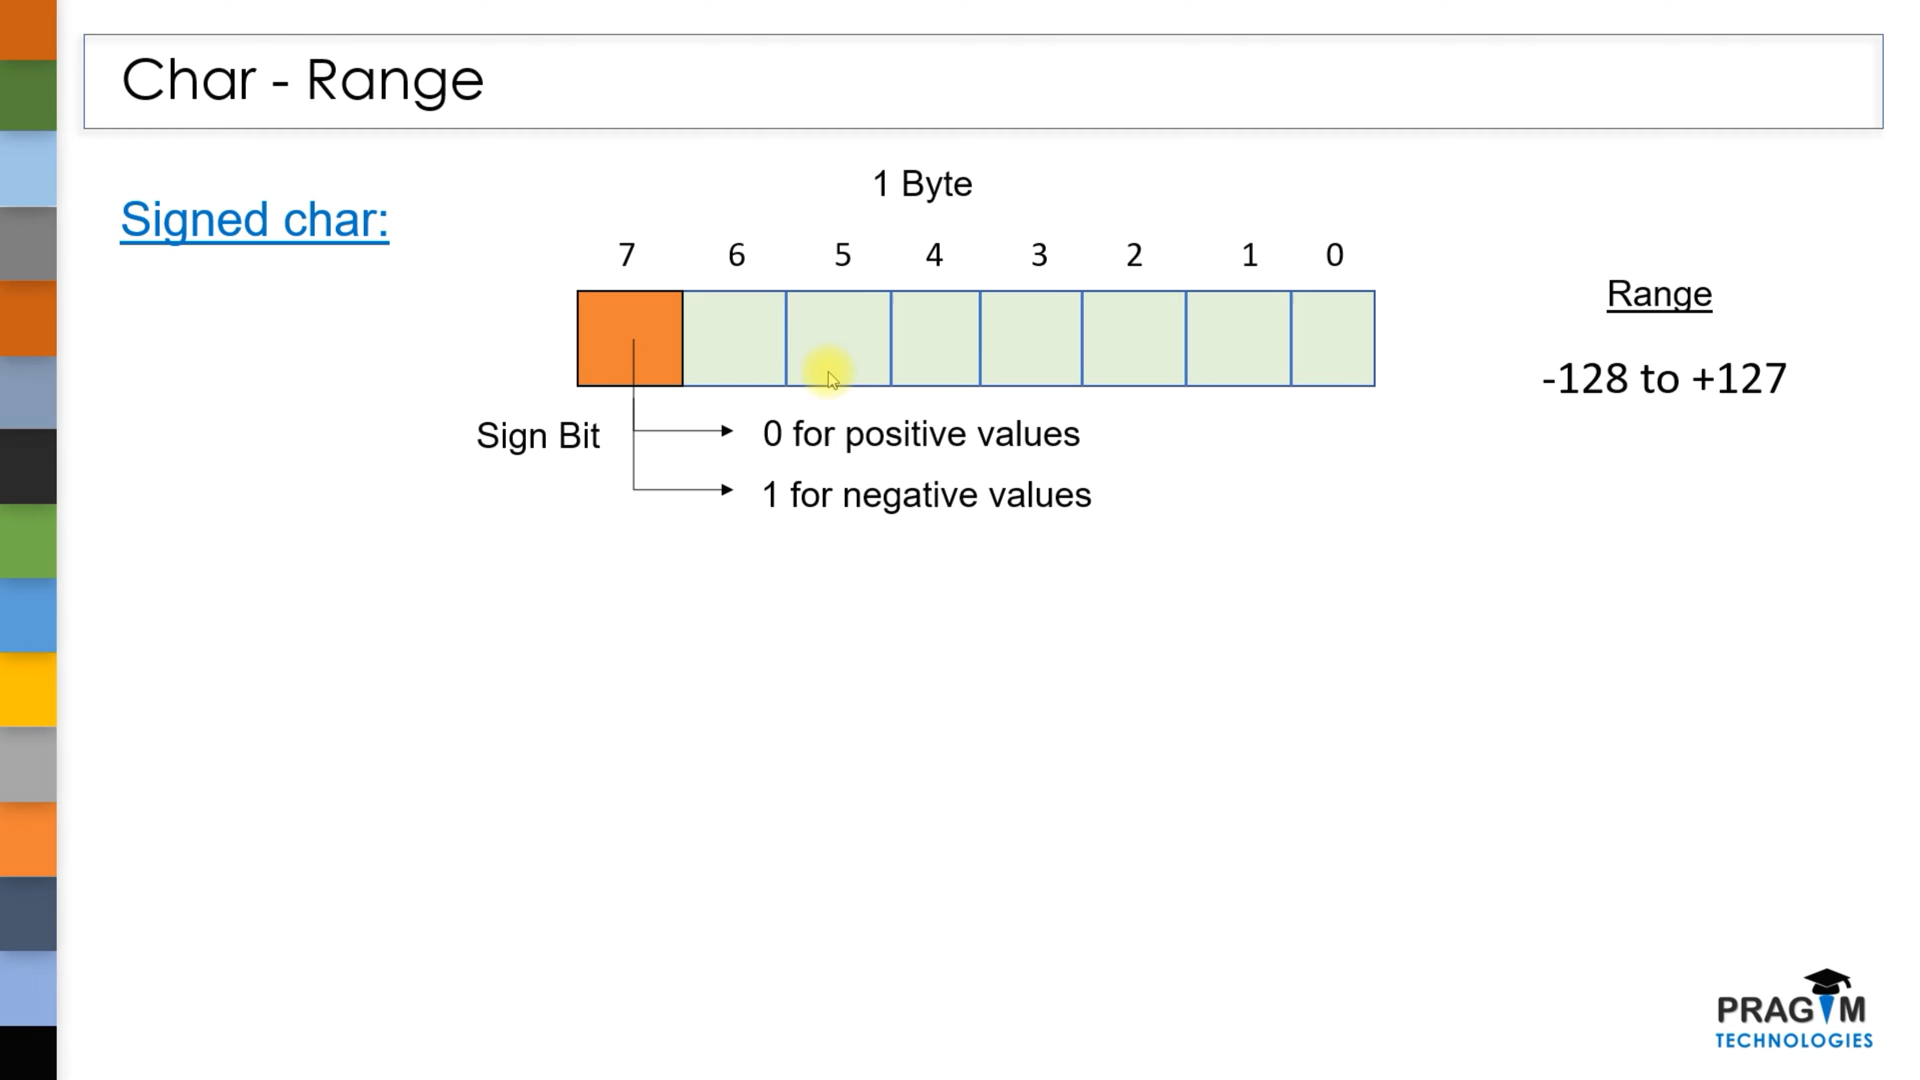 Char - Range
1 Byte
Signed char:
7 6 5 4 3 2 1 0
Range
-128 to +127
Sign Bit
0 for positive values
1 for negative values
PRAGIM
TECHNOLOGIES